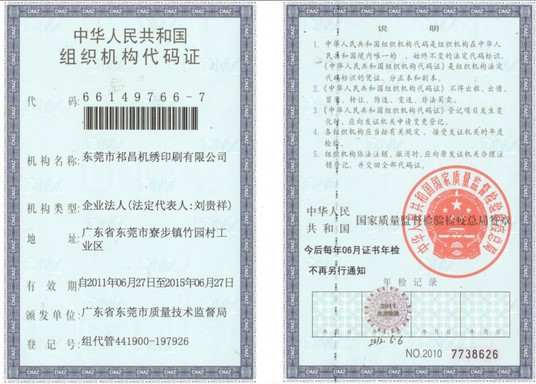 中华人民共和国
组织机构代码证
代 码: 66149766-7
机构名称: 东莞市祁昌机绣印刷有限公司
机构类型: 企业法人(法定代表人:刘贵祥)
地 址: 广东省东莞市寮步镇竹园村工
业区
有 效 期 自2011年06月27日至2015年06月27日
颁发单位: 广东省东莞市质量技术监督局
登 记 号: 组代管441900-197926
说 明
1. 中华人民共和国组织机构代码是组织机构在中华人
民共和国境内唯一的、始终不变的法定代码标识,
《中华人民共和国组织机构代码证》是组织机构法定
代码标识的凭证,分正本和副本。
2. 《中华人民共和国组织机构代码证》不得出租、出借、
冒用、转让、伪造、变造、非法买卖。
3. 《中华人民共和国组织机构代码证》登记项目发生变
化时,应向发证机关申请变更登记。
4. 各组织机构应当按有关规定,接受发证机关的年度检
验。
5. 组织机构依法注销、撤消时,应向原发证机关办理注
销登记,并交回全部代码证。
中华人民
共 和 国 国家质量监督检验检疫总局签章
中华人民共和国国家质量监督检验检疫总局
今后每年06月证书年检
不再另行通知
年 检 记 录
2011
年 月 日 年 月 日 年 月 日
2012.6.6
NO.2010 7738626